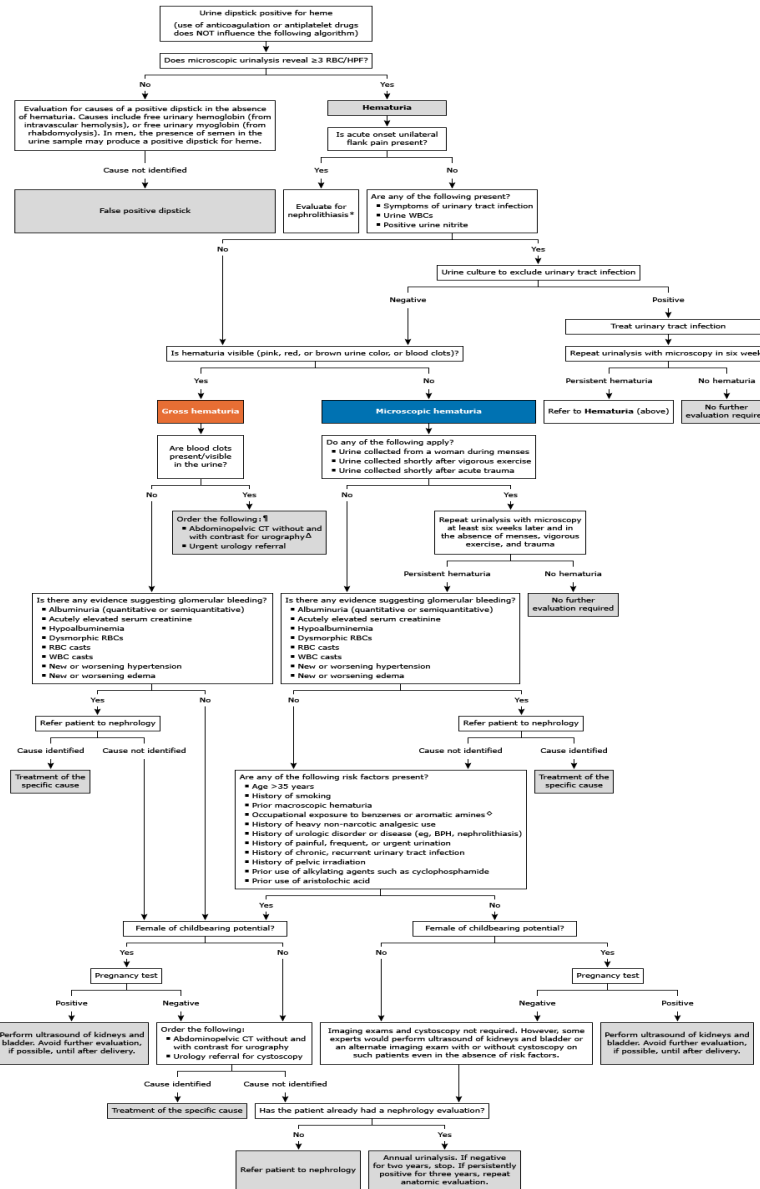 Urine dipstick positive for heme
(use of anticoagulation or antiplatelet drugs
does NOT influence the following algorithm)
Does microscopic urinalysis reveal ≥3 RBC/HPF?
No
Yes
Evaluation for causes of a positive dipstick in the absence
of hematuria. Causes include free urinary hemoglobin (from
intravascular hemolysis), or free urinary myoglobin (from
rhabdomyolysis). In men, the presence of semen in the
urine sample may produce a positive dipstick for heme.
Hematuria
Is acute onset unilateral
flank pain present?
Cause not identified
Yes
No
False positive dipstick
Evaluate for
nephrolithiasis*
Are any of the following present?
▪ Symptoms of urinary tract infection
▪ Urine WBCs
▪ Positive urine nitrite
No
Yes
Urine culture to exclude urinary tract infection
Negative
Positive
Treat urinary tract infection
Is hematuria visible (pink, red, or brown urine color, or blood clots)?
Repeat urinalysis with microscopy in six week
Yes
No
Persistent hematuria
No hematuria
Gross hematuria
Microscopic hematuria
Refer to Hematuria (above)
No further
evaluation require
Are blood clots
present/visible
in the urine?
Do any of the following apply?
▪ Urine collected from a woman during menses
▪ Urine collected shortly after vigorous exercise
▪ Urine collected shortly after acute trauma
No
Yes
No
Yes
Order the following:¶
▪ Abdominopelvic CT without and
with contrast for urography△
▪ Urgent urology referral
Repeat urinalysis with microscopy
at least six weeks later and in
the absence of menses, vigorous
exercise, and trauma
Persistent hematuria
No hematuria
No further
evaluation required
Is there any evidence suggesting glomerular bleeding?
▪ Albuminuria (quantitative or semiquantitative)
▪ Acutely elevated serum creatinine
▪ Hypoalbuminemia
▪ Dysmorphic RBCs
▪ RBC casts
▪ WBC casts
▪ New or worsening hypertension
▪ New or worsening edema
Is there any evidence suggesting glomerular bleeding?
▪ Albuminuria (quantitative or semiquantitative)
▪ Acutely elevated serum creatinine
▪ Hypoalbuminemia
▪ Dysmorphic RBCs
▪ RBC casts
▪ WBC casts
▪ New or worsening hypertension
▪ New or worsening edema
Yes
No
No
Yes
Refer patient to nephrology
Refer patient to nephrology
Cause identified
Cause not identified
Cause not identified
Cause identified
Treatment of the
specific cause
Treatment of the
specific cause
Are any of the following risk factors present?
▪ Age >35 years
▪ History of smoking
▪ Prior macroscopic hematuria
▪ Occupational exposure to benzenes or aromatic amines◇
▪ History of heavy non-narcotic analgesic use
▪ History of urologic disorder or disease (eg, BPH, nephrolithiasis)
▪ History of painful, frequent, or urgent urination
▪ History of chronic, recurrent urinary tract infection
▪ History of pelvic irradiation
▪ Prior use of alkylating agents such as cyclophosphamide
▪ Prior use of aristolochic acid
Yes
No
Female of childbearing potential?
Female of childbearing potential?
Yes
No
No
Yes
Pregnancy test
Pregnancy test
Positive
Negative
Negative
Positive
Perform ultrasound of kidneys and
bladder. Avoid further evaluation,
if possible, until after delivery.
Order the following:
▪ Abdominopelvic CT without and
with contrast for urography
▪ Urology referral for cystoscopy
Imaging exams and cystoscopy not required. However, some
experts would perform ultrasound of kidneys and bladder or
an alternate imaging exam with or without cystoscopy on
such patients even in the absence of risk factors.
Perform ultrasound of kidneys and
bladder. Avoid further evaluation,
if possible, until after delivery.
Cause identified
Cause not identified
Treatment of the specific cause
Has the patient already had a nephrology evaluation?
No
Yes
Refer patient to nephrology
Annual urinalysis. If negative
for two years, stop. If persistently
positive for three years, repeat
anatomic evaluation.